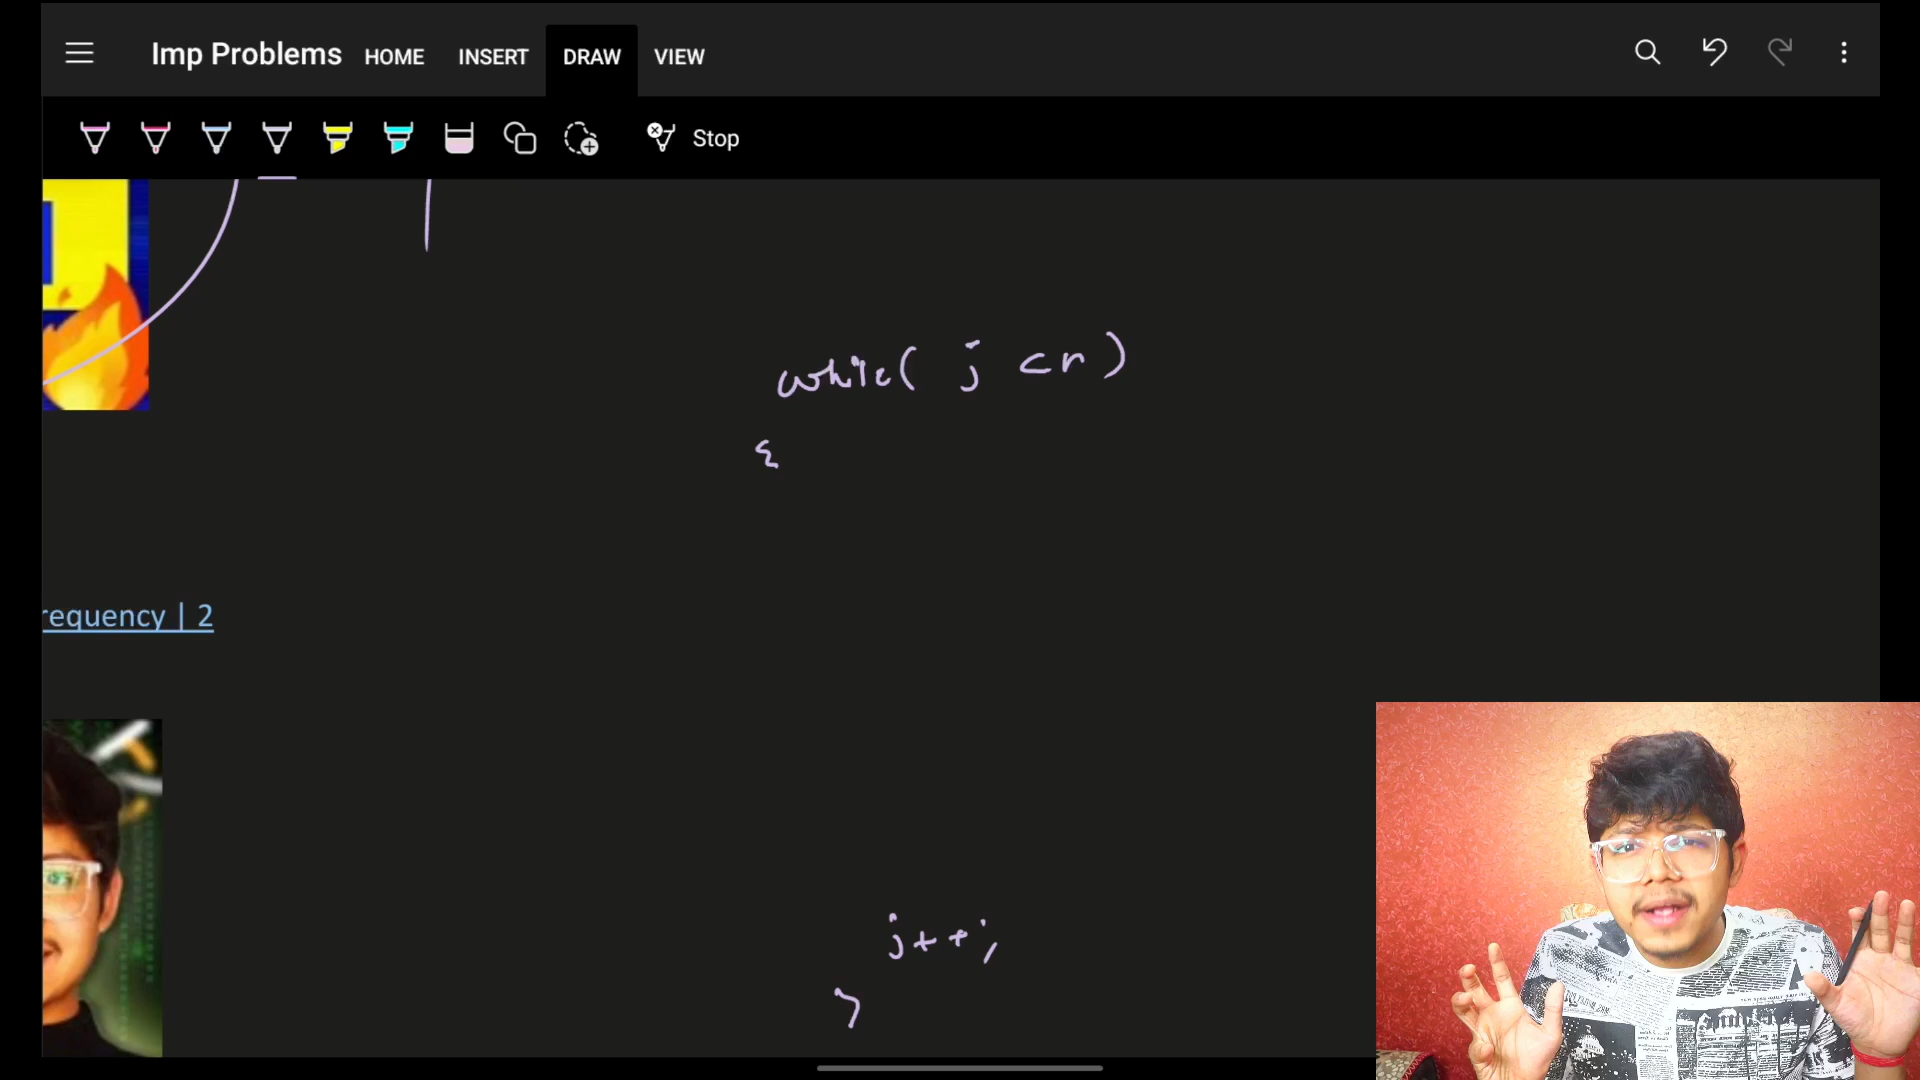 Imp Problems HOME INSERT DRAW VIEW
Stop
while( j < n )
{
requency | 2
j++;
}